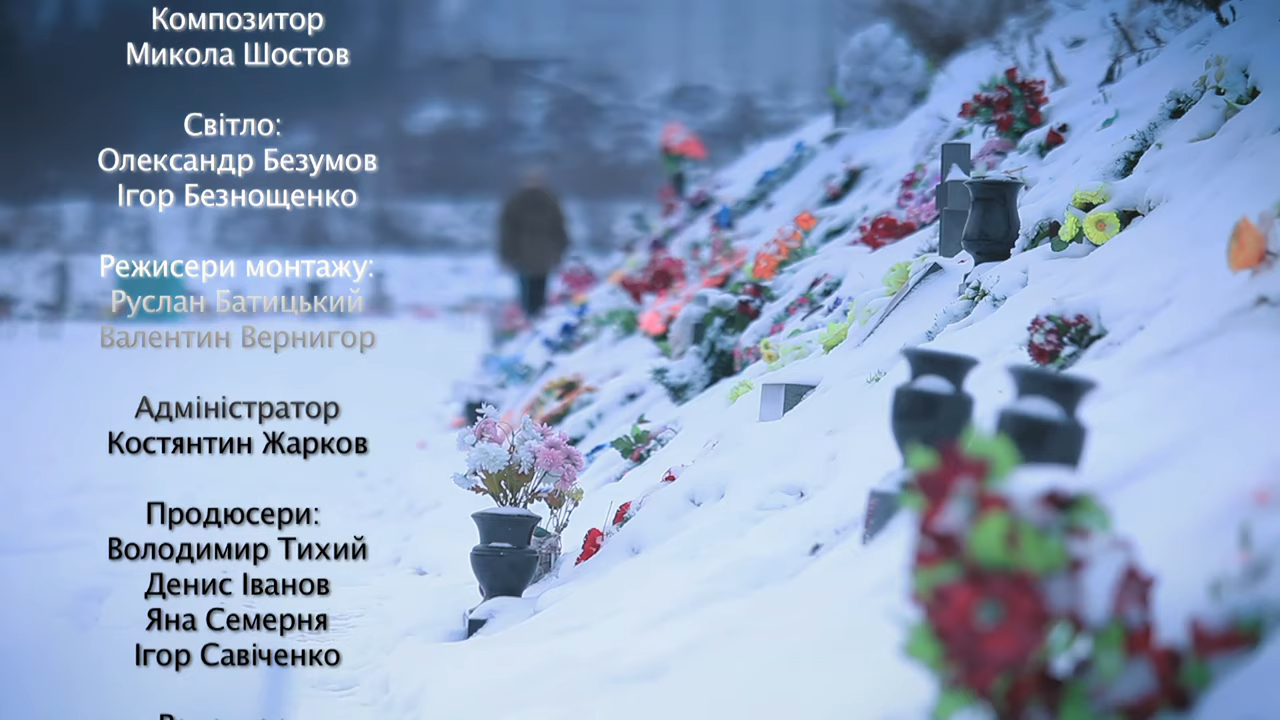 Композитор
Микола Шостов
Світло:
Олександр Безумов
Ігор Безнощенко
Режисери монтажу:
Руслан Батицький
Валентин Вернигор
Адміністратор
Костянтин Жарков
Продюсери:
Володимир Тихий
Денис Іванов
Яна Семерня
Ігор Савіченко